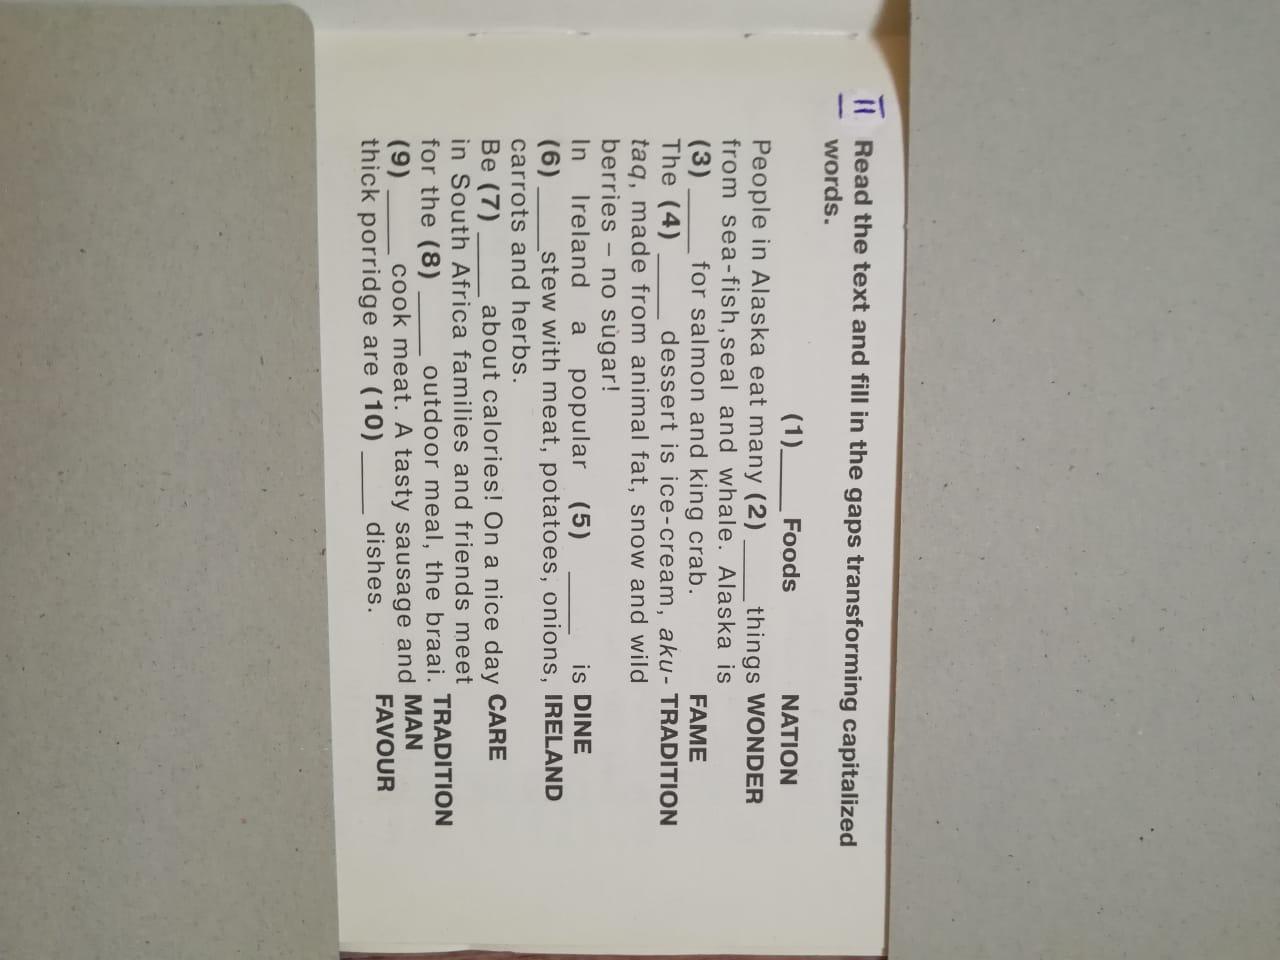 II Read the text and fill in the gaps transforming capitalized
words.
(1)____ Foods NATION
People in Alaska eat many (2) ____ things WONDER
from sea-fish,seal and whale. Alaska is
(3) ____ for salmon and king crab. FAME
The (4) ____ dessert is ice-cream, aku- TRADITION
taq, made from animal fat, snow and wild
berries – no sugar!
In Ireland a popular (5) ____ is DINE
(6) ____stew with meat, potatoes, onions, IRELAND
carrots and herbs.
Be (7) ____ about calories! On a nice day CARE
in South Africa families and friends meet
for the (8) ____ outdoor meal, the braai. TRADITION
(9) ____ cook meat. A tasty sausage and MAN
thick porridge are (10) ____ dishes. FAVOUR